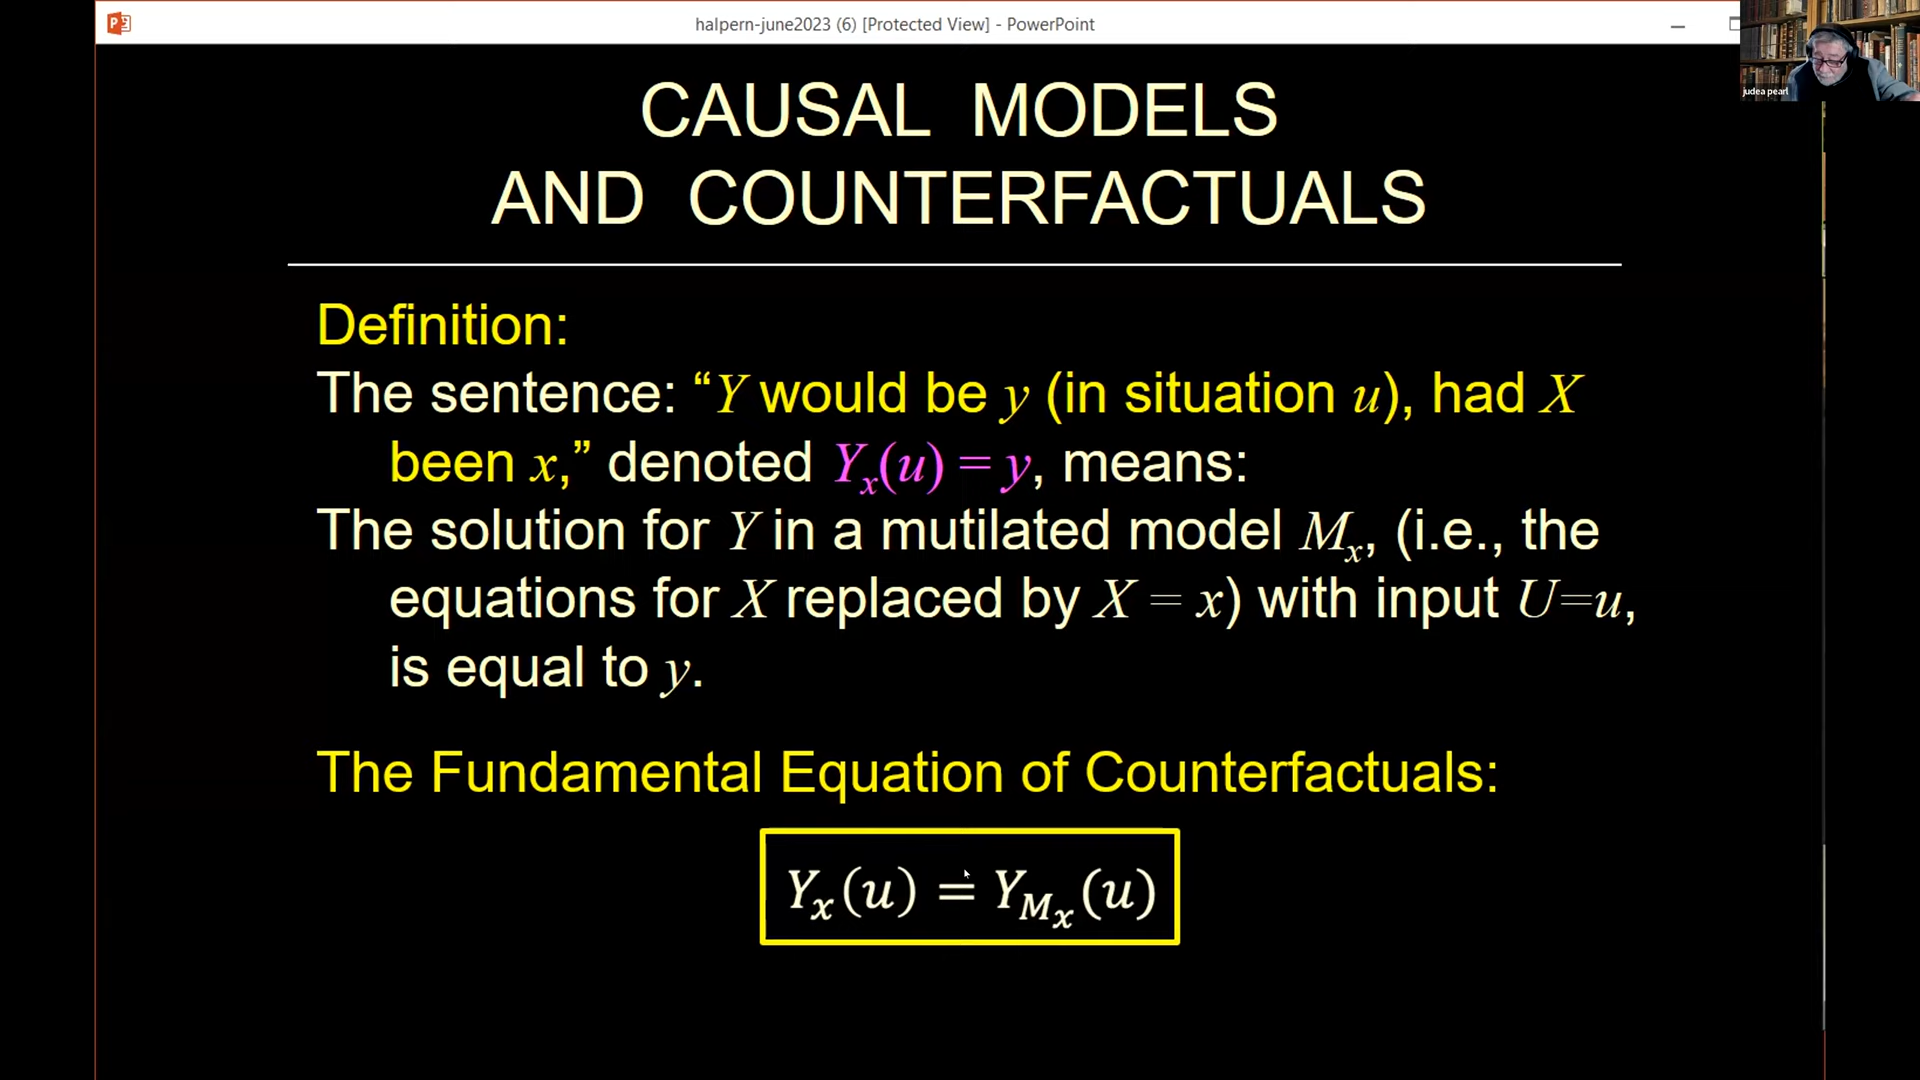 halpern-june2023 (6) [Protected View] - PowerPoint
judea pearl
CAUSAL MODELS
AND COUNTERFACTUALS
Definition:
The sentence: “Y would be y (in situation u), had X
been x,” denoted Yₓ(u) = y, means:
The solution for Y in a mutilated model Mₓ, (i.e., the
equations for X replaced by X = x) with input U=u,
is equal to y.
The Fundamental Equation of Counterfactuals:
Yₓ(u) = Y_{Mₓ}(u)